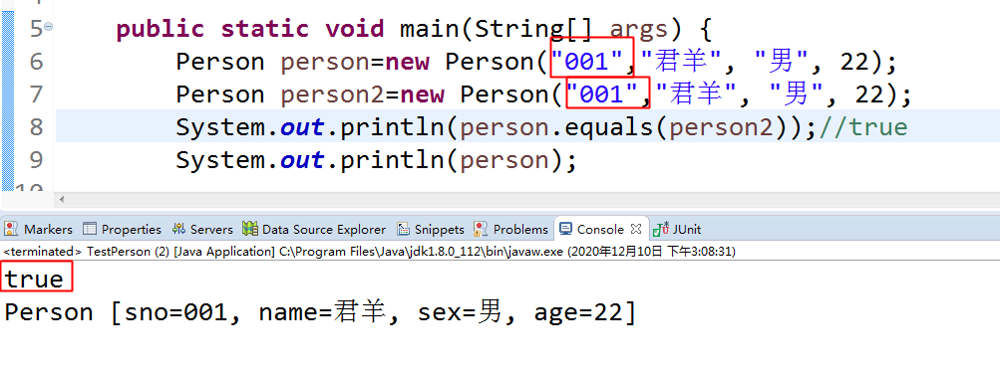 5 public static void main(String[] args) {
6 Person person=new Person("001","君羊", "男", 22);
7 Person person2=new Person("001","君羊", "男", 22);
8 System.out.println(person.equals(person2));//true
9 System.out.println(person);
Markers Properties Servers Data Source Explorer Snippets Problems Console JUnit
<terminated> TestPerson (2) [Java Application] C:\Program Files\Java\jdk1.8.0_112\bin\javaw.exe (2020年12月10日 下午3:08:31)
true
Person [sno=001, name=君羊, sex=男, age=22]